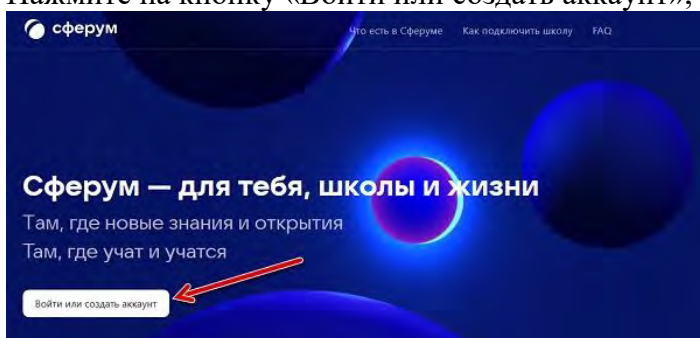 Нажмите на кнопку «Войти или создать аккаунт»,
сферум
Что есть в Сферуме Как подключить школу FAQ
Сферум — для тебя, школы и жизни
Там, где новые знания и открытия
Там, где учат и учатся
Войти или создать аккаунт